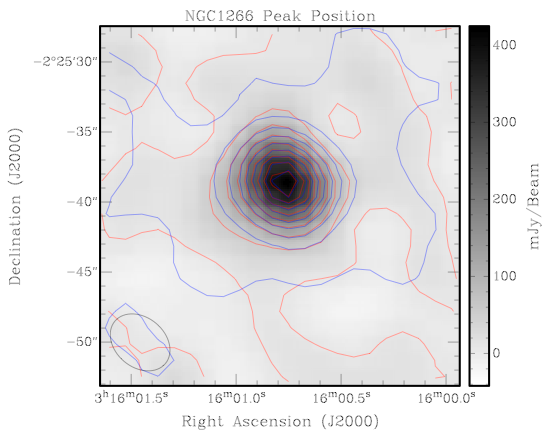 NGC1266 Peak Position
Declination (J2000)
−2°25′30″
−35″
−40″
−45″
−50″
3ʰ16ᵐ01.5ˢ 16ᵐ01.0ˢ 16ᵐ00.5ˢ 16ᵐ00.0ˢ
Right Ascension (J2000)
400
300
200
100
0
mJy/Beam